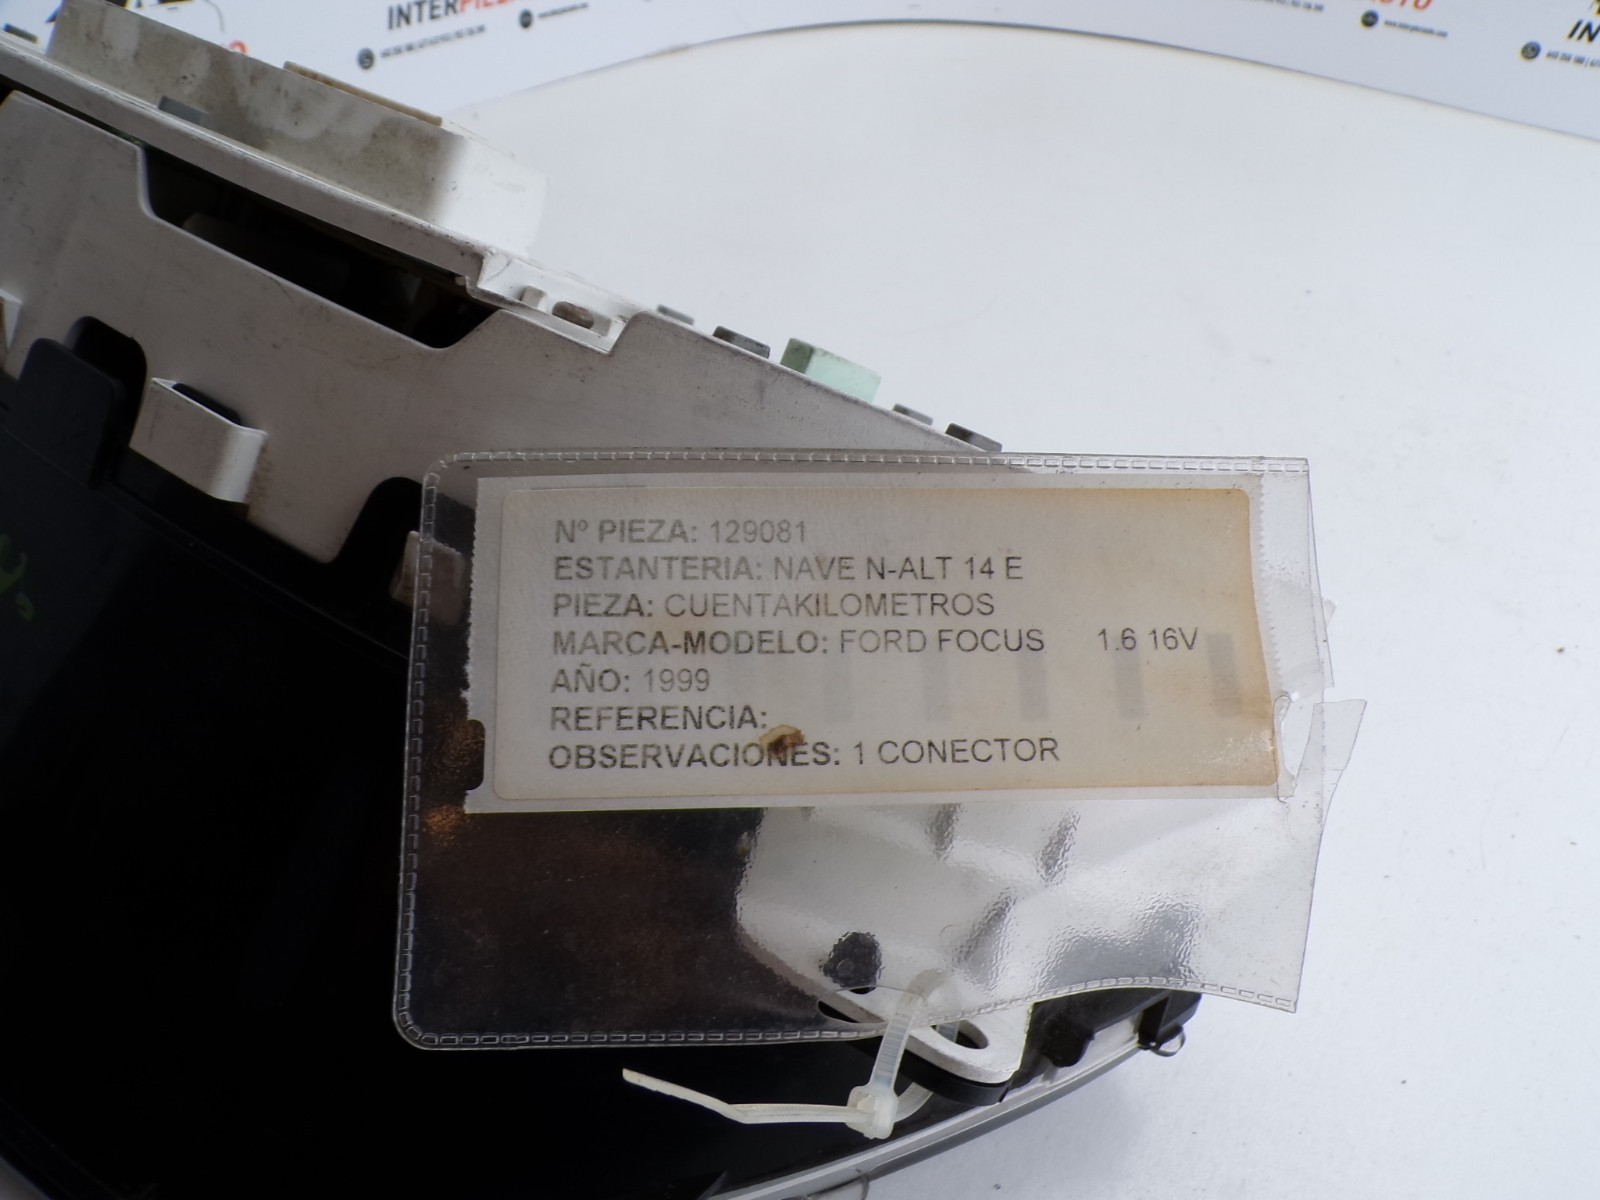 INTERPIEZ
Nº PIEZA: 129081
ESTANTERIA: NAVE N-ALT 14 E
PIEZA: CUENTAKILOMETROS
MARCA-MODELO: FORD FOCUS 1.6 16V
AÑO: 1999
REFERENCIA:
OBSERVACIONES: 1 CONECTOR